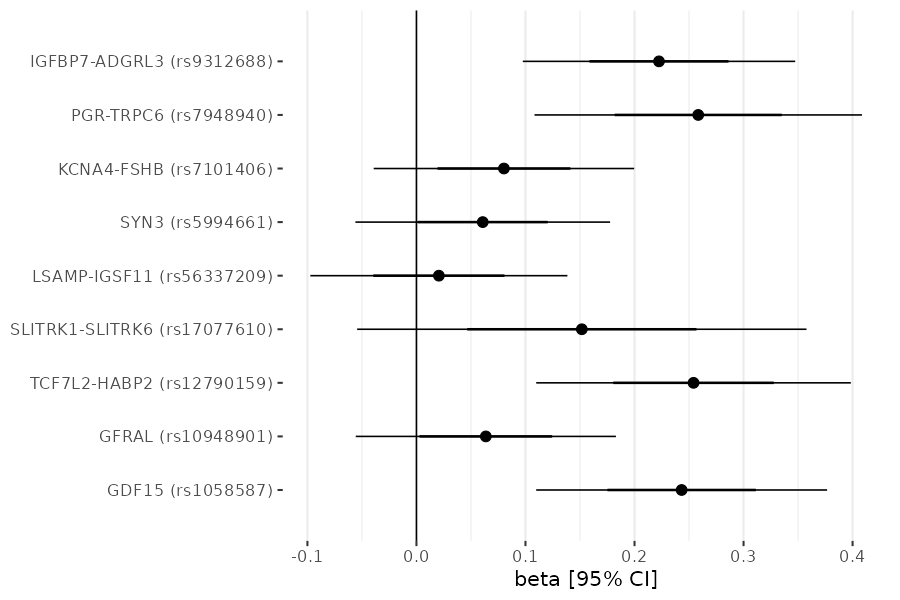 IGFBP7-ADGRL3 (rs9312688)
PGR-TRPC6 (rs7948940)
KCNA4-FSHB (rs7101406)
SYN3 (rs5994661)
LSAMP-IGSF11 (rs56337209)
SLITRK1-SLITRK6 (rs17077610)
TCF7L2-HABP2 (rs12790159)
GFRAL (rs10948901)
GDF15 (rs1058587)
-0.1 0.0 0.1 0.2 0.3 0.4
beta [95% CI]